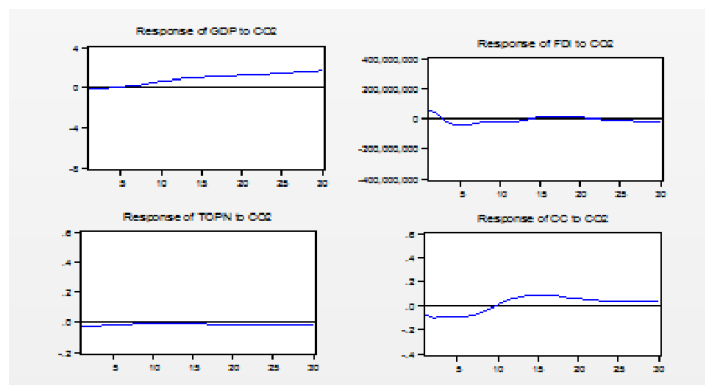 Response of GDP to CO2
4
0
-4
-8
5 10 15 20 25 30
Response of FDI to CO2
400,000,000
200,000,000
0
-200,000,000
-400,000,000
5 10 15 20 25 30
Response of TOPN to CO2
.6
.4
.2
.0
-.2
5 10 15 20 25 30
Response of CC to CO2
.6
.4
.2
.0
-.2
-.4
5 10 15 20 25 30